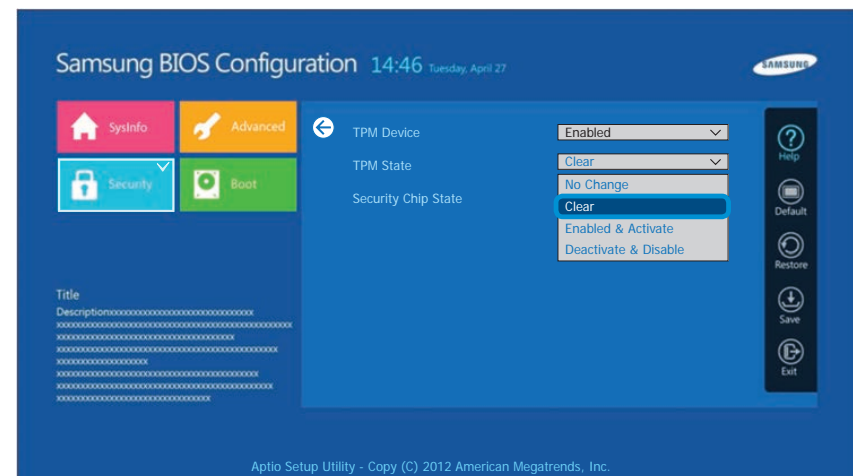 Samsung BIOS Configuration 14:46 Tuesday, April 27
SAMSUNG
SysInfo
Advanced
Security
Boot
TPM Device
Enabled
TPM State
Clear
Security Chip State
No Change
Clear
Enabled & Activate
Deactivate & Disable
Help
Default
Restore
Save
Exit
Title
Descriptionxxxxxxxxxxxxxxxxxxxxxxxxxxxxx
Aptio Setup Utility - Copy (C) 2012 American Megatrends, Inc.